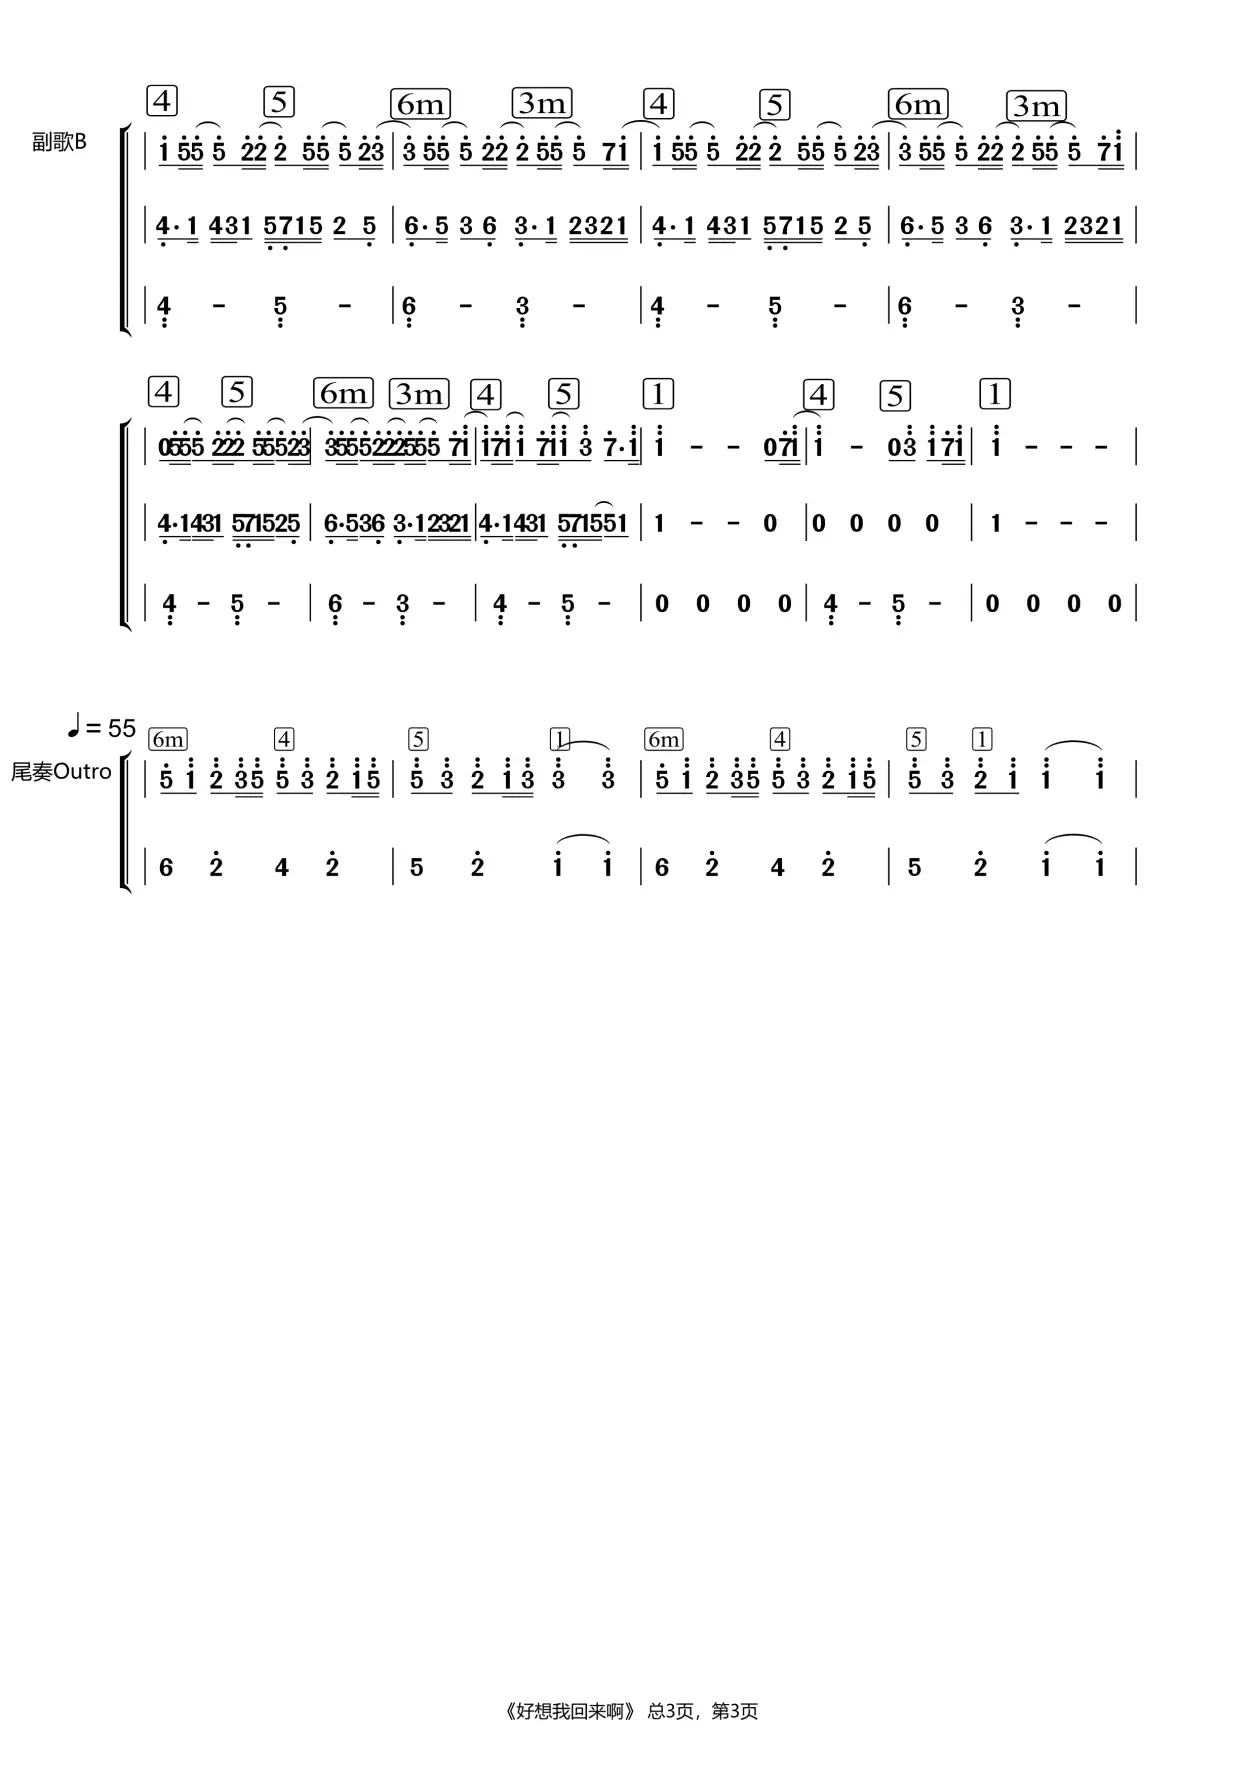 4 5 6m 3m 4 5 6m 3m
副歌B
1 55 5 22 2 55 5 23 | 3 55 5 22 2 55 5 71 | 1 55 5 22 2 55 5 23 | 3 55 5 22 2 55 5 71 |
4· 1 431 5715 2 5 | 6· 5 3 6 3· 1 2321 | 4· 1 431 5715 2 5 | 6· 5 3 6 3· 1 2321 |
4 - 5 - | 6 - 3 - | 4 - 5 - | 6 - 3 - |
4 5 6m 3m 4 5 1 4 5 1
0555 222 55523 | 3555222555 71 | 1711 711 3 7·1 | 1 - - 071 | 1 - 03 171 | 1 - - - |
4·1431 571525 | 6·536 3·12321 | 4·1431 571551 | 1 - - 0 | 0 0 0 0 | 1 - - - |
4 - 5 - | 6 - 3 - | 4 - 5 - | 0 0 0 0 | 4 - 5 - | 0 0 0 0 |
♩= 55
6m 4 5 1 6m 4 5 1
尾奏Outro
5 1 2 35 5 3 2 15 | 5 3 2 13 3 3 | 5 1 2 35 5 3 2 15 | 5 3 2 1 1 1 |
6 2 4 2 | 5 2 1 1 | 6 2 4 2 | 5 2 1 1 |
《好想我回来啊》 总3页，第3页